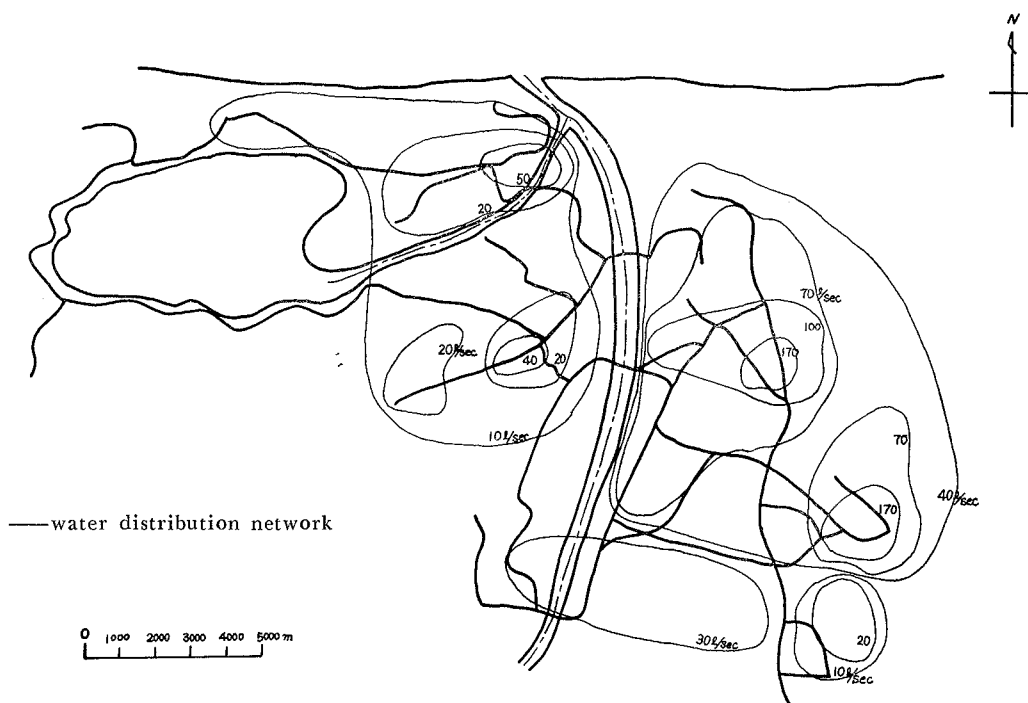 N
50
20
70 l/sec
100
170
20 l/sec
40
20
10 l/sec
70
40 l/sec
170
water distribution network
0 1000 2000 3000 4000 5000 m
30 l/sec
20
10 l/sec